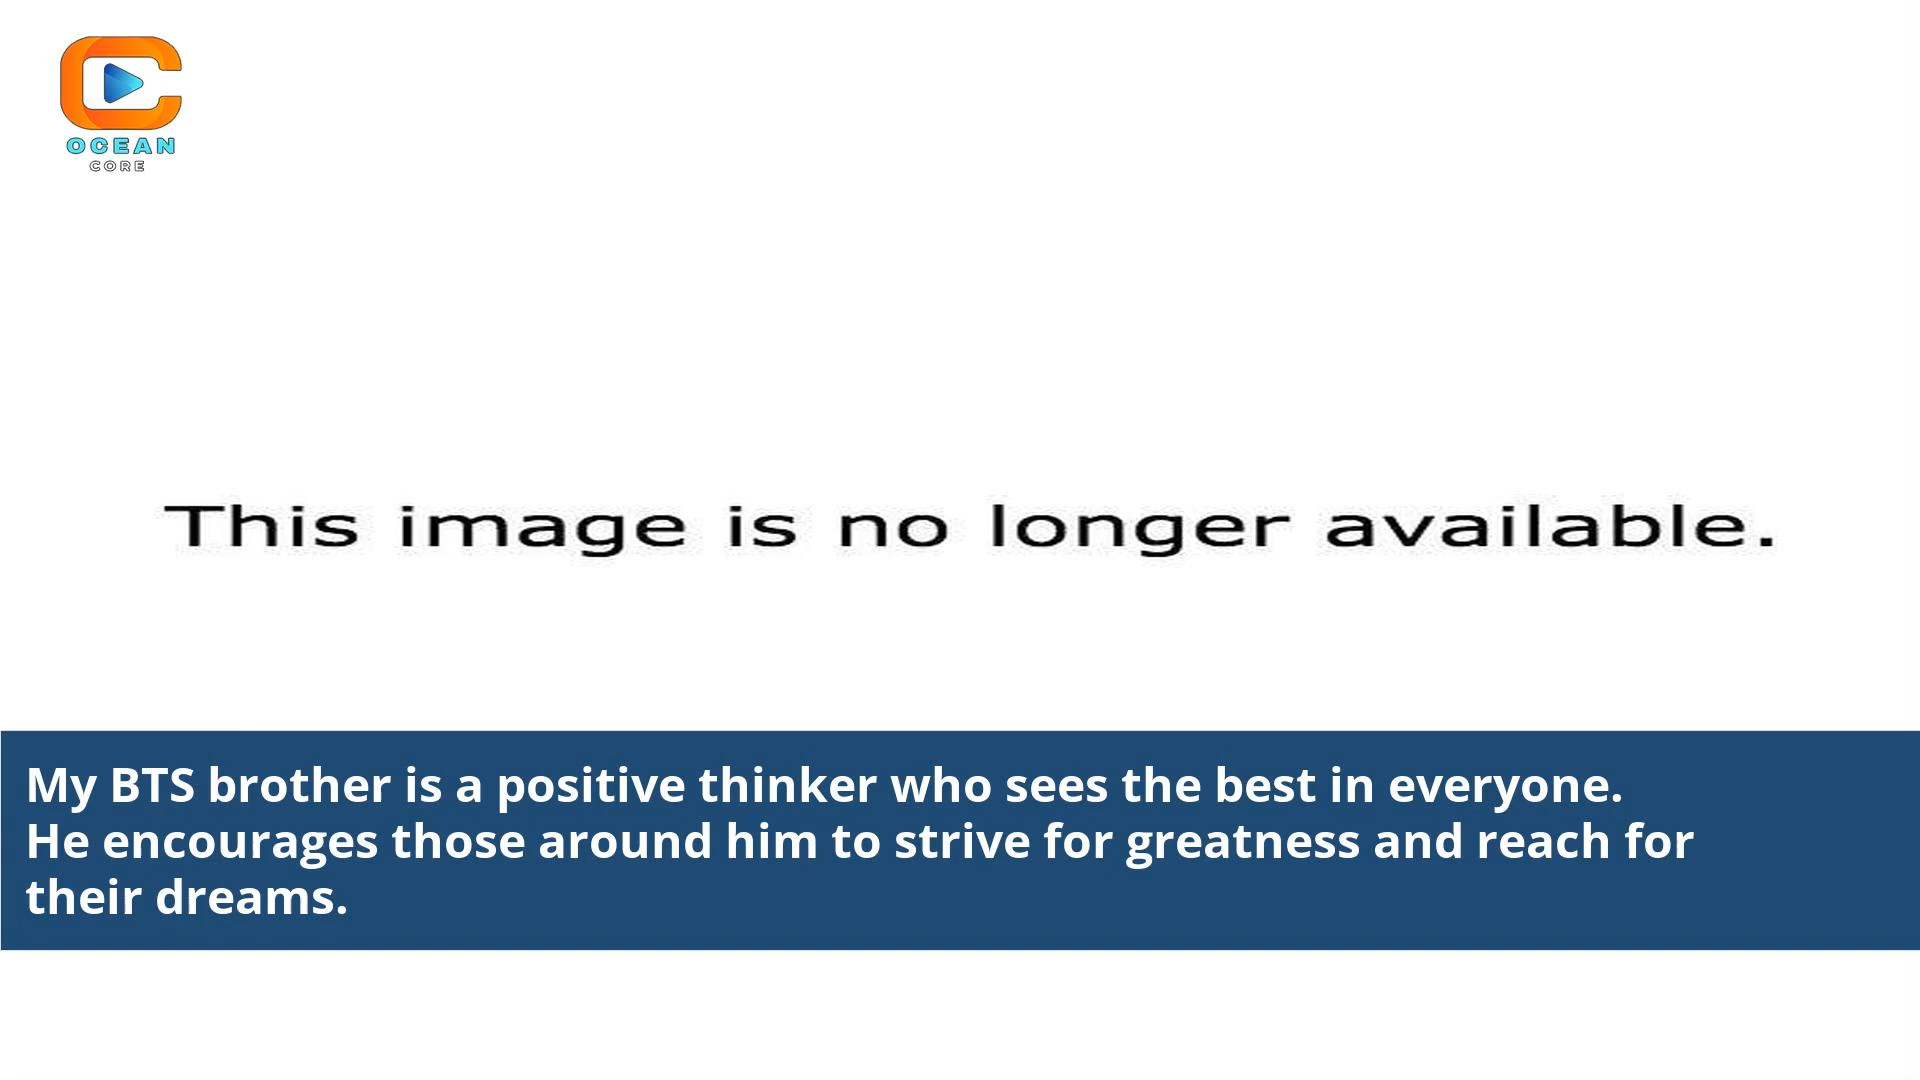 OCEAN
CORE
This image is no longer available.
My BTS brother is a positive thinker who sees the best in everyone.
He encourages those around him to strive for greatness and reach for
their dreams.